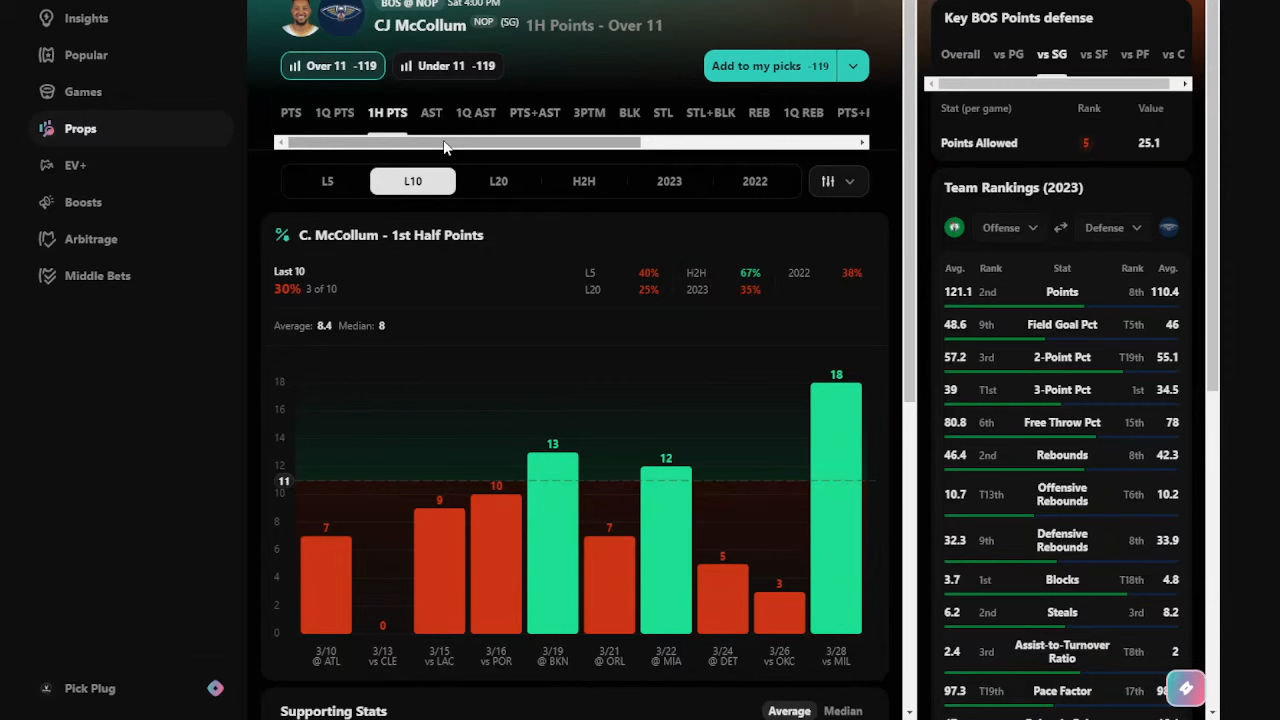 Insights
Popular
Games
Props
EV+
Boosts
Arbitrage
Middle Bets
Pick Plug
BOS @ NOP Sat 4:00 PM
CJ McCollum NOP (SG) 1H Points - Over 11
Over 11 -119
Under 11 -119
Add to my picks -119
PTS 1Q PTS 1H PTS AST 1Q AST PTS+AST 3PTM BLK STL STL+BLK REB 1Q REB
L5 L10 L20 H2H 2023 2022
C. McCollum - 1st Half Points
Last 10
30% 3 of 10
L5 40% H2H 67% 2022 38%
L20 25% 2023 35%
Average: 8.4 Median: 8
18
16
14
12
11
10
8
6
4
2
0
7 0 9 10 13 7 12 5 3 18
3/10 3/13 3/15 3/16 3/19 3/21 3/22 3/24 3/26 3/28
@ ATL vs CLE vs LAC vs POR @ BKN @ ORL @ MIA @ DET vs OKC vs MIL
Supporting Stats
Average Median
Key BOS Points defense
Overall vs PG vs SG vs SF vs PF vs C
Stat (per game) Rank Value
Points Allowed 5 25.1
Team Rankings (2023)
Offense Defense
Avg. Rank Stat Rank Avg.
121.1 2nd Points 8th 110.4
48.6 9th Field Goal Pct T5th 46
57.2 3rd 2-Point Pct T19th 55.1
39 T1st 3-Point Pct 1st 34.5
80.8 6th Free Throw Pct 15th 78
46.4 2nd Rebounds 8th 42.3
10.7 T13th Offensive Rebounds T6th 10.2
32.3 9th Defensive Rebounds 8th 33.9
3.7 1st Blocks T18th 4.8
6.2 2nd Steals 3rd 8.2
2.4 3rd Assist-to-Turnover Ratio T8th 2
97.3 T19th Pace Factor 17th